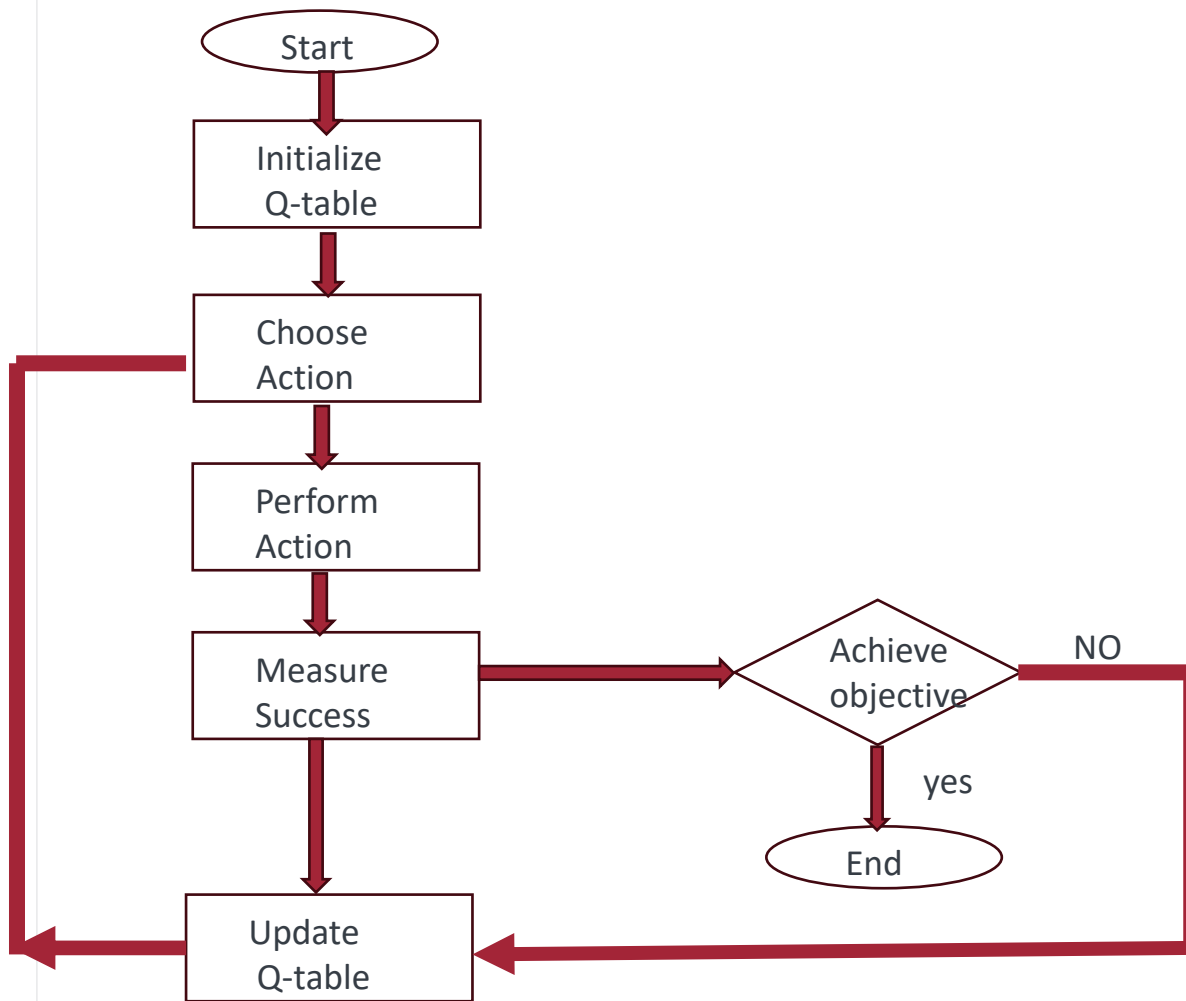 Start
Initialize
Q-table
Choose
Action
Perform
Action
Measure
Success
Achieve
objective
NO
yes
End
Update
Q-table